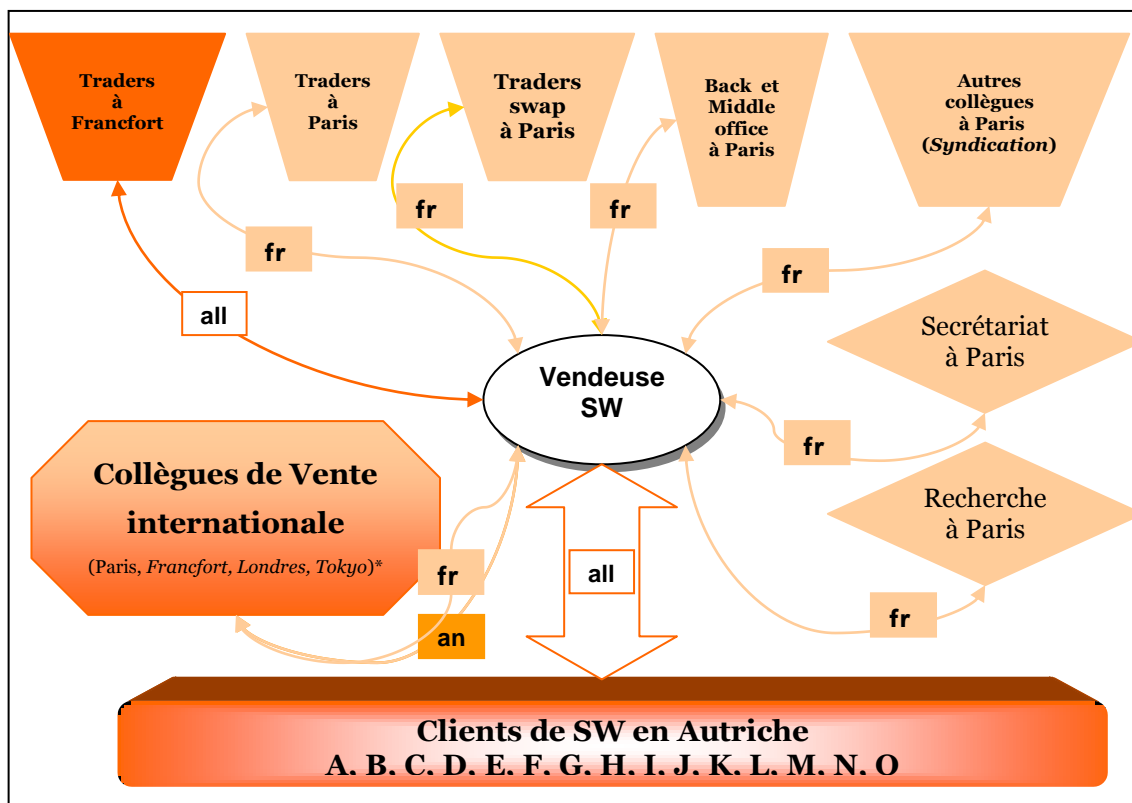 Traders
à
Francfort
Traders
à
Paris
Traders
swap
à Paris
Back et
Middle
office
à Paris
Autres
collègues
à Paris
(Syndication)
fr
fr
fr
fr
all
Vendeuse
SW
Secrétariat
à Paris
fr
Recherche
à Paris
Collègues de Vente
internationale
(Paris, Francfort, Londres, Tokyo)*
fr
an
all
fr
Clients de SW en Autriche
A, B, C, D, E, F, G, H, I, J, K, L, M, N, O